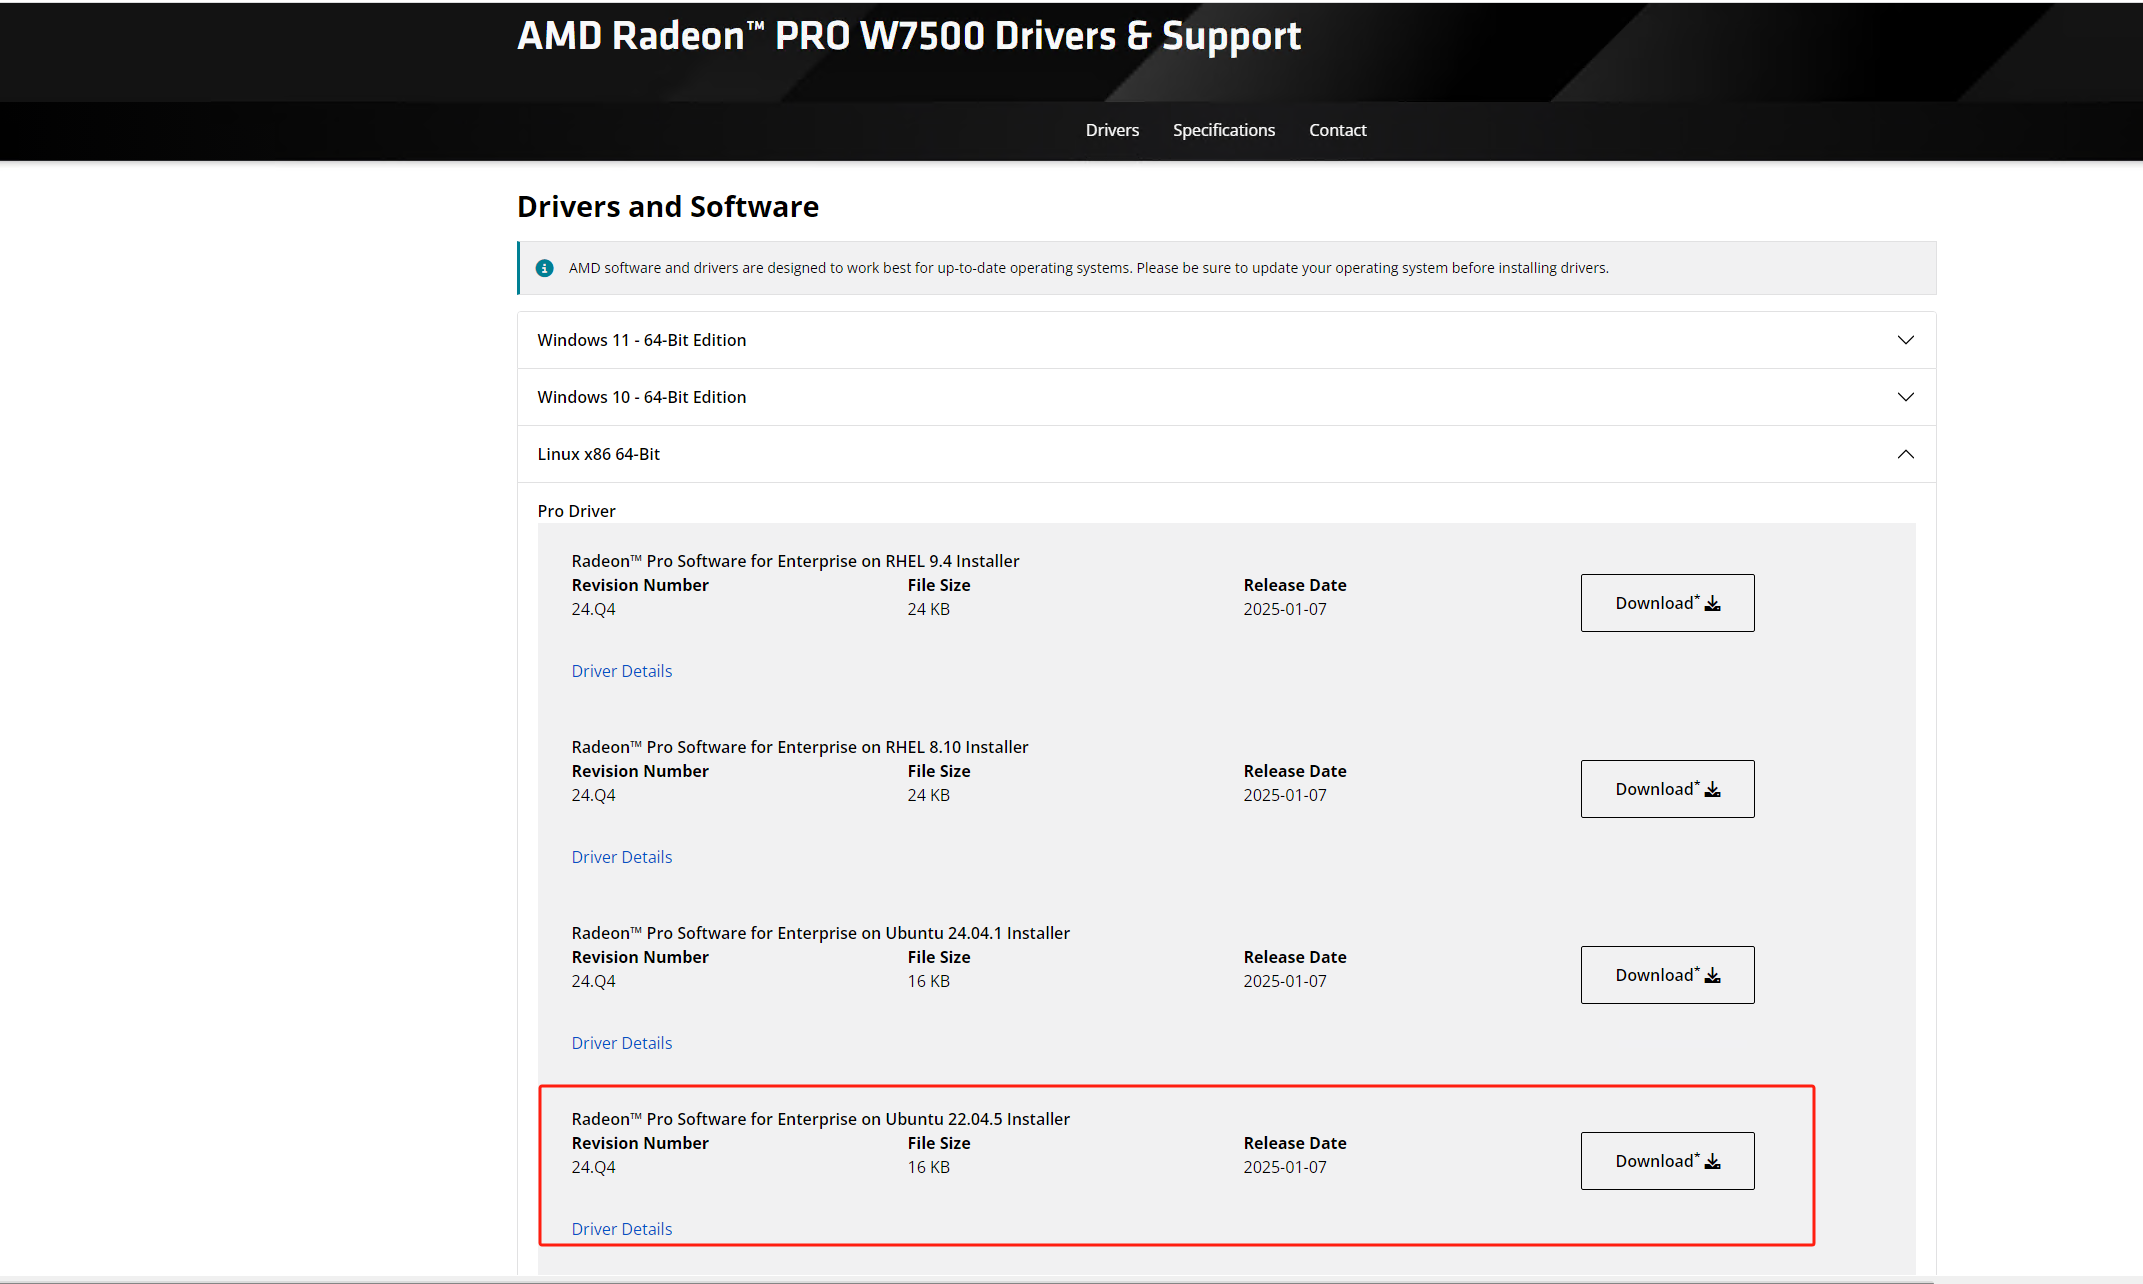 AMD Radeon™ PRO W7500 Drivers & Support
Drivers Specifications Contact
Drivers and Software
AMD software and drivers are designed to work best for up-to-date operating systems. Please be sure to update your operating system before installing drivers.
Windows 11 - 64-Bit Edition
Windows 10 - 64-Bit Edition
Linux x86 64-Bit
Pro Driver
Radeon™ Pro Software for Enterprise on RHEL 9.4 Installer
Revision Number File Size Release Date
24.Q4 24 KB 2025-01-07
Download*
Driver Details
Radeon™ Pro Software for Enterprise on RHEL 8.10 Installer
Revision Number File Size Release Date
24.Q4 24 KB 2025-01-07
Download*
Driver Details
Radeon™ Pro Software for Enterprise on Ubuntu 24.04.1 Installer
Revision Number File Size Release Date
24.Q4 16 KB 2025-01-07
Download*
Driver Details
Radeon™ Pro Software for Enterprise on Ubuntu 22.04.5 Installer
Revision Number File Size Release Date
24.Q4 16 KB 2025-01-07
Download*
Driver Details